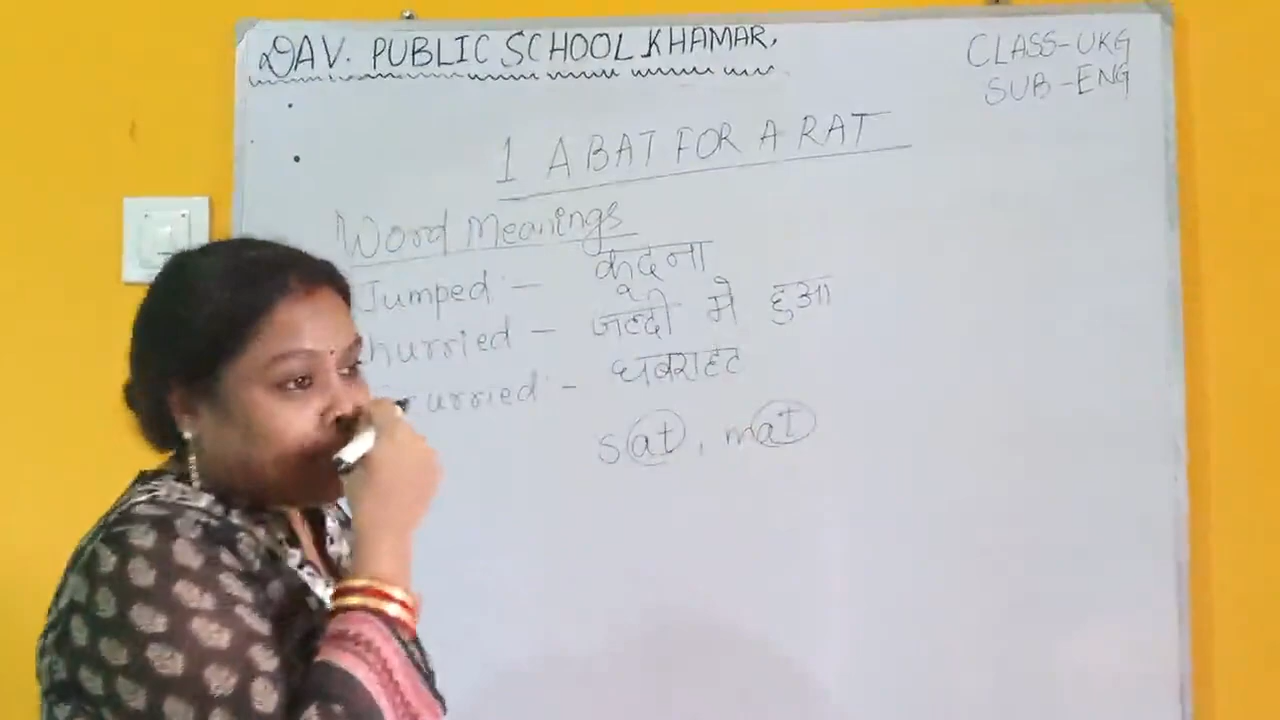 DAV. PUBLIC SCHOOL KHAMAR,
CLASS-UKG
SUB-ENG
1 A BAT FOR A RAT
Word Meanings
Jumped :- कूदना
hurried - जल्दी मे हुआ
urried :- घबराहट
sat, mat